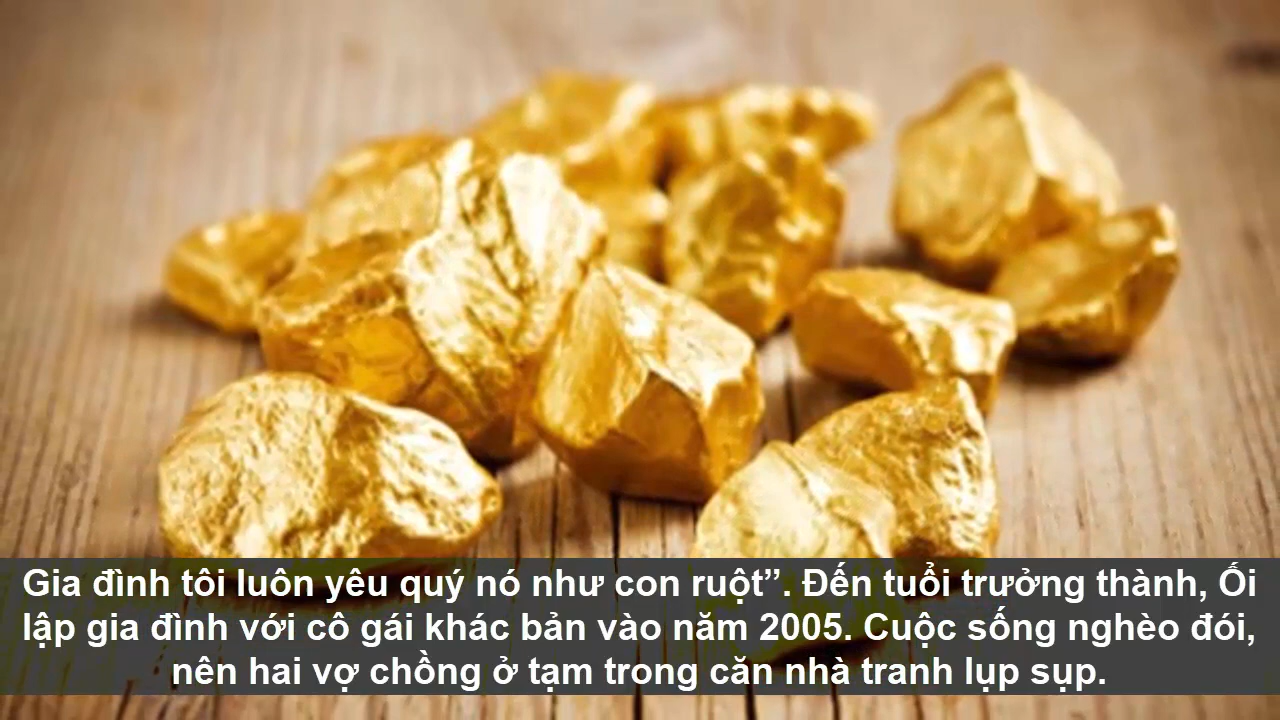 Gia đình tôi luôn yêu quý nó như con ruột”. Đến tuổi trưởng thành, Ối
lập gia đình với cô gái khác bản vào năm 2005. Cuộc sống nghèo đói,
nên hai vợ chồng ở tạm trong căn nhà tranh lụp sụp.